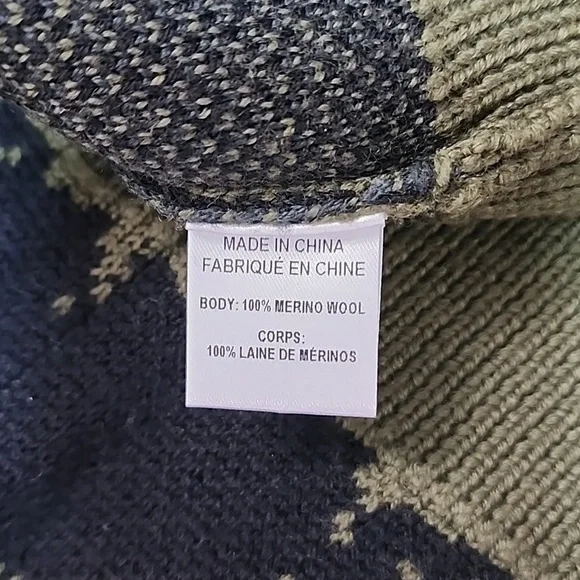 MADE IN CHINA
FABRIQUÉ EN CHINE
BODY: 100% MERINO WOOL
CORPS:
100% LAINE DE MÉRINOS